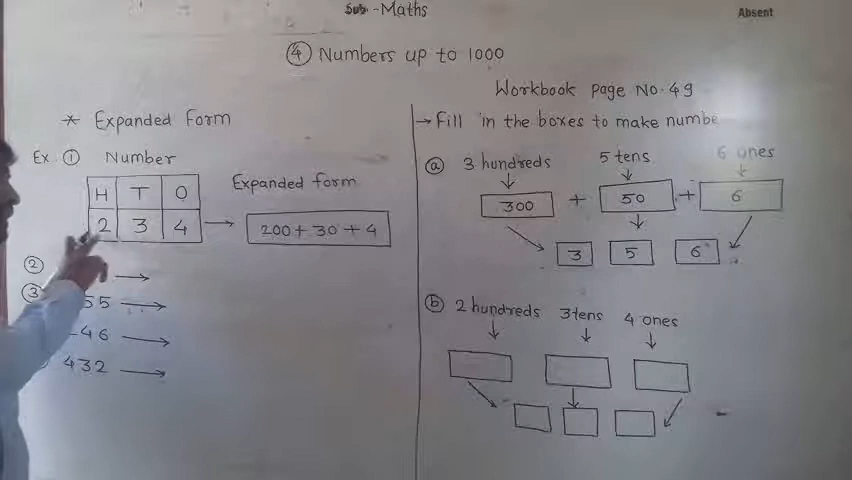 Sub.-Maths
Absent
④ Numbers up to 1000
* Expanded Form
Ex. ① Number
H T O
2 3 4
Expanded form
200 + 30 + 4
②
③ 55
46
432
Workbook Page No. 49
→ Fill in the boxes to make numbe
ⓐ 3 hundreds 5 tens 6 ones
300 + 50 + 6
3 5 6
ⓑ 2 hundreds 3 tens 4 ones